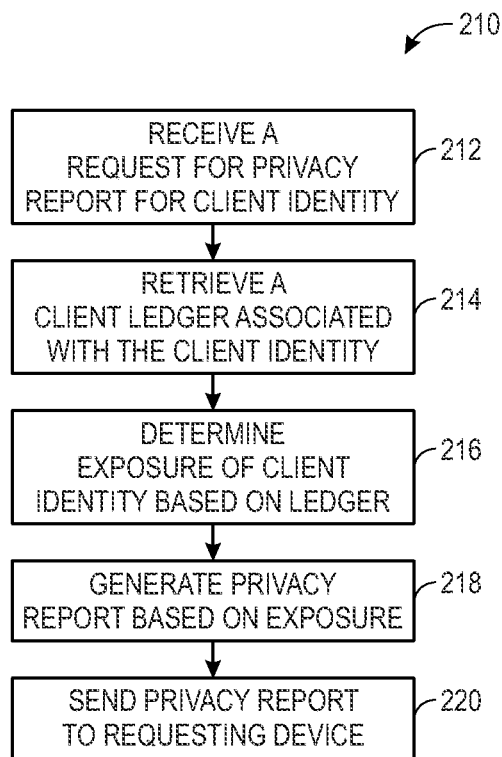 210
RECEIVE A
REQUEST FOR PRIVACY
REPORT FOR CLIENT IDENTITY
212
RETRIEVE A
CLIENT LEDGER ASSOCIATED
WITH THE CLIENT IDENTITY
214
DETERMINE
EXPOSURE OF CLIENT
IDENTITY BASED ON LEDGER
216
GENERATE PRIVACY
REPORT BASED ON EXPOSURE
218
SEND PRIVACY REPORT
TO REQUESTING DEVICE
220